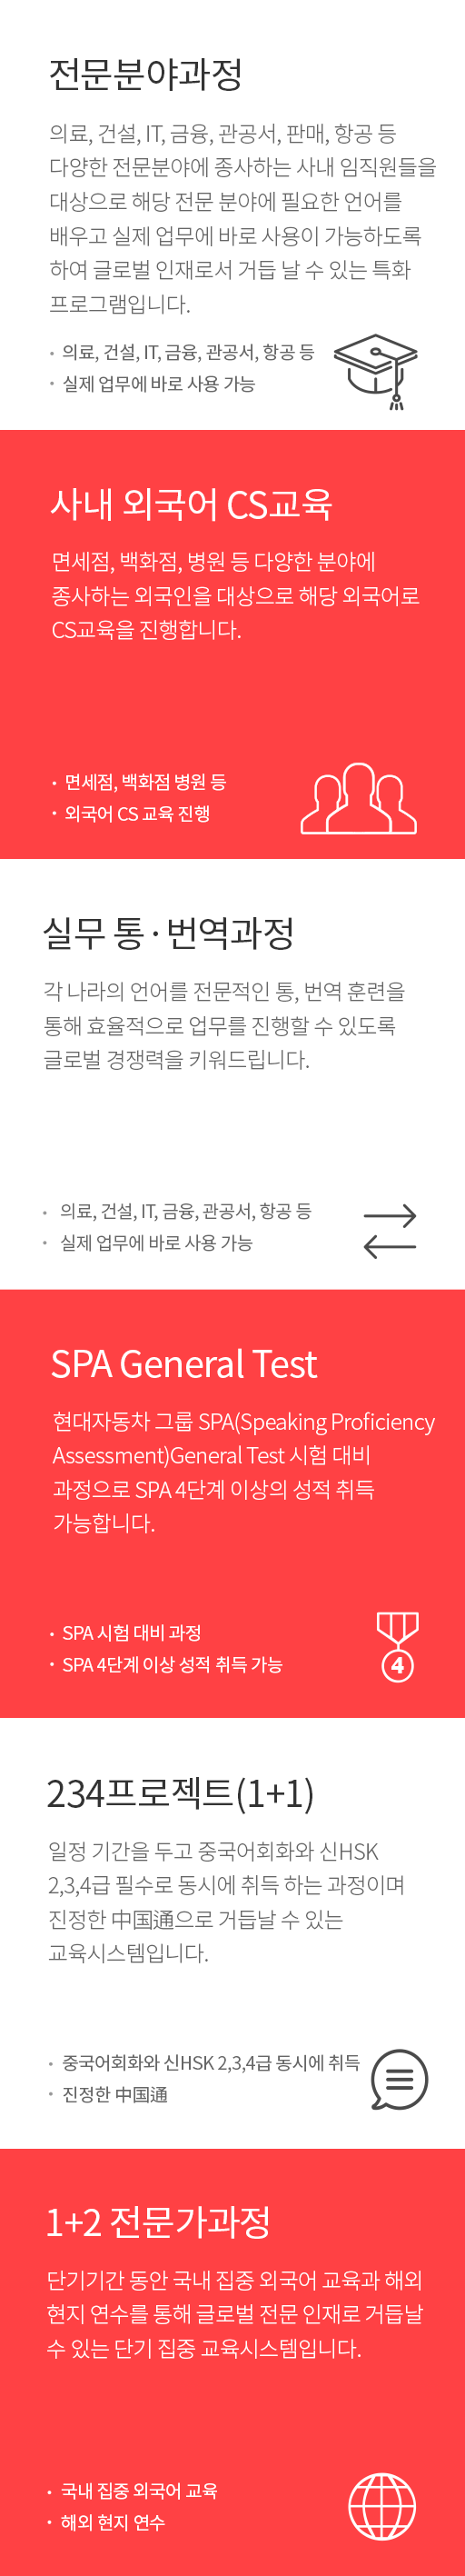 전문분야과정
의료, 건설, IT, 금융, 관공서, 판매, 항공 등
다양한 전문분야에 종사하는 사내 임직원들을
대상으로 해당 전문 분야에 필요한 언어를
배우고 실제 업무에 바로 사용이 가능하도록
하여 글로벌 인재로서 거듭 날 수 있는 특화
프로그램입니다.
• 의료, 건설, IT, 금융, 관공서, 항공 등
• 실제 업무에 바로 사용 가능
사내 외국어 CS교육
면세점, 백화점, 병원 등 다양한 분야에
종사하는 외국인을 대상으로 해당 외국어로
CS교육을 진행합니다.
• 면세점, 백화점 병원 등
• 외국어 CS 교육 진행
실무 통·번역과정
각 나라의 언어를 전문적인 통, 번역 훈련을
통해 효율적으로 업무를 진행할 수 있도록
글로벌 경쟁력을 키워드립니다.
• 의료, 건설, IT, 금융, 관공서, 항공 등
• 실제 업무에 바로 사용 가능
SPA General Test
현대자동차 그룹 SPA(Speaking Proficiency
Assessment)General Test 시험 대비
과정으로 SPA 4단계 이상의 성적 취득
가능합니다.
• SPA 시험 대비 과정
• SPA 4단계 이상 성적 취득 가능
4
234프로젝트(1+1)
일정 기간을 두고 중국어회화와 신HSK
2,3,4급 필수로 동시에 취득 하는 과정이며
진정한 中国通으로 거듭날 수 있는
교육시스템입니다.
• 중국어회화와 신HSK 2,3,4급 동시에 취득
• 진정한 中国通
1+2 전문가과정
단기기간 동안 국내 집중 외국어 교육과 해외
현지 연수를 통해 글로벌 전문 인재로 거듭날
수 있는 단기 집중 교육시스템입니다.
• 국내 집중 외국어 교육
• 해외 현지 연수